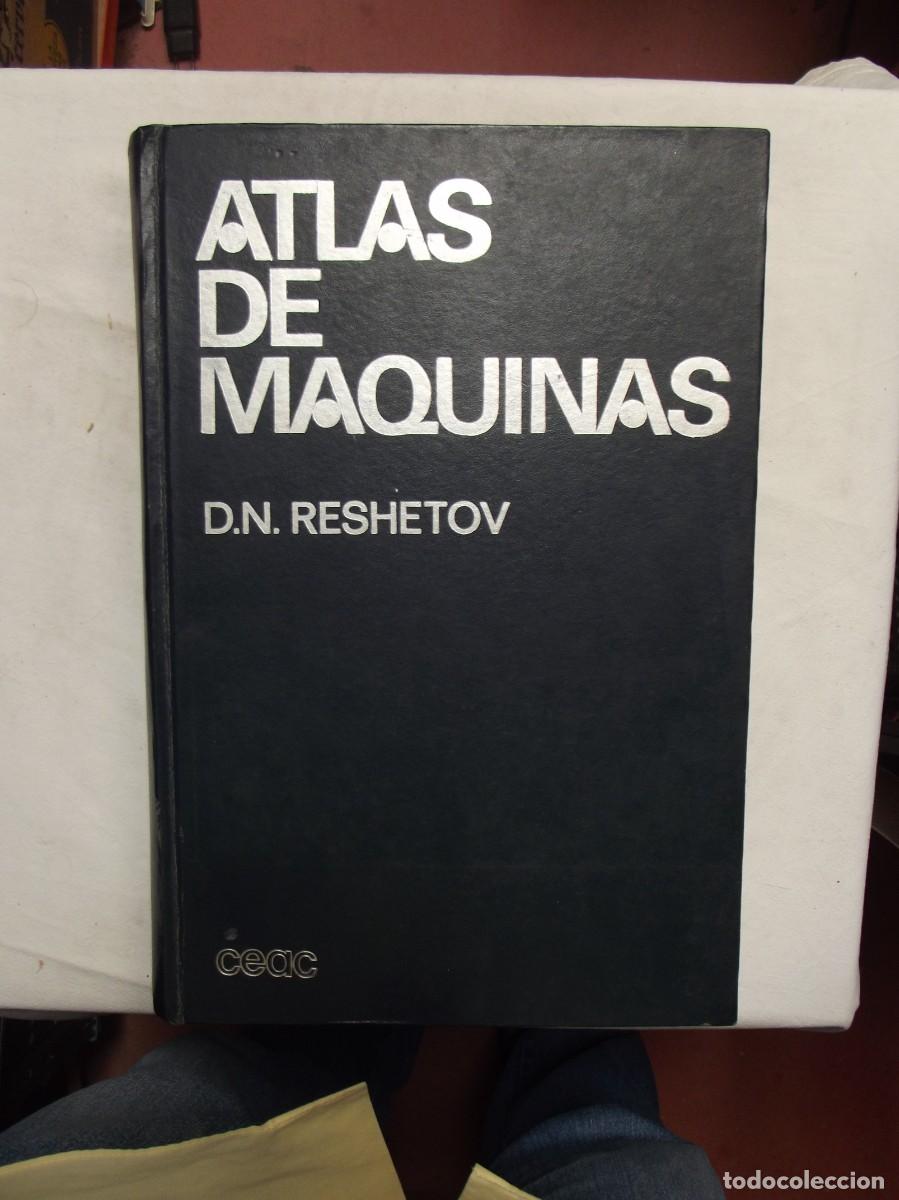 ATLAS
DE
MAQUINAS
D.N. RESHETOV
ceac
todocoleccion